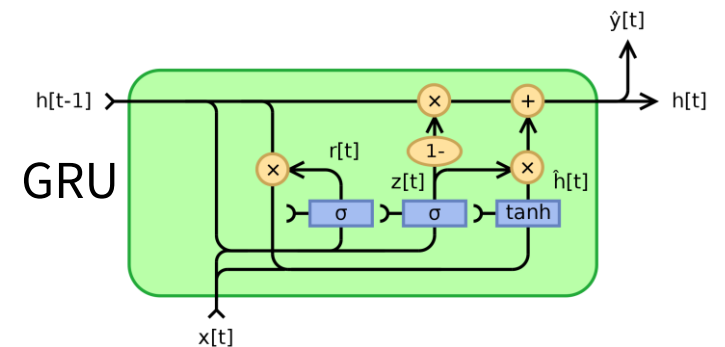 ŷ[t]
h[t-1]
×
+
h[t]
r[t]
1-
GRU
×
z[t]
×
ĥ[t]
σ
σ
tanh
x[t]